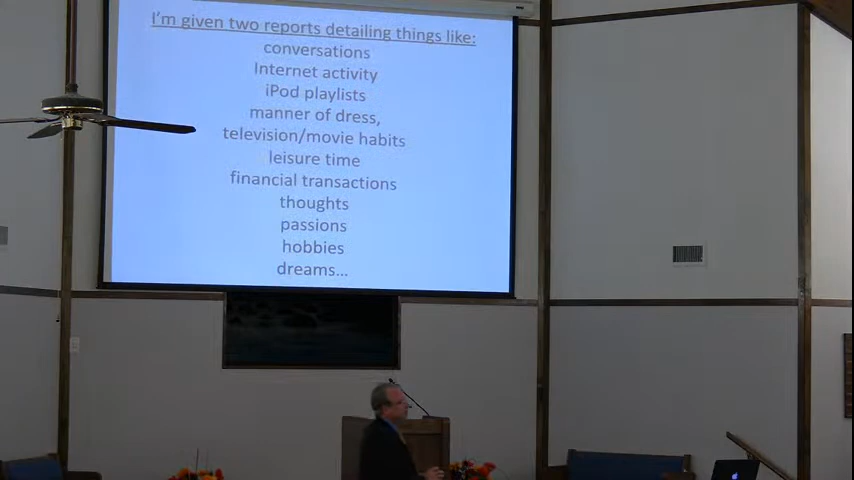 I'm given two reports detailing things like:
conversations
Internet activity
iPod playlists
manner of dress,
television/movie habits
leisure time
financial transactions
thoughts
passions
hobbies
dreams...